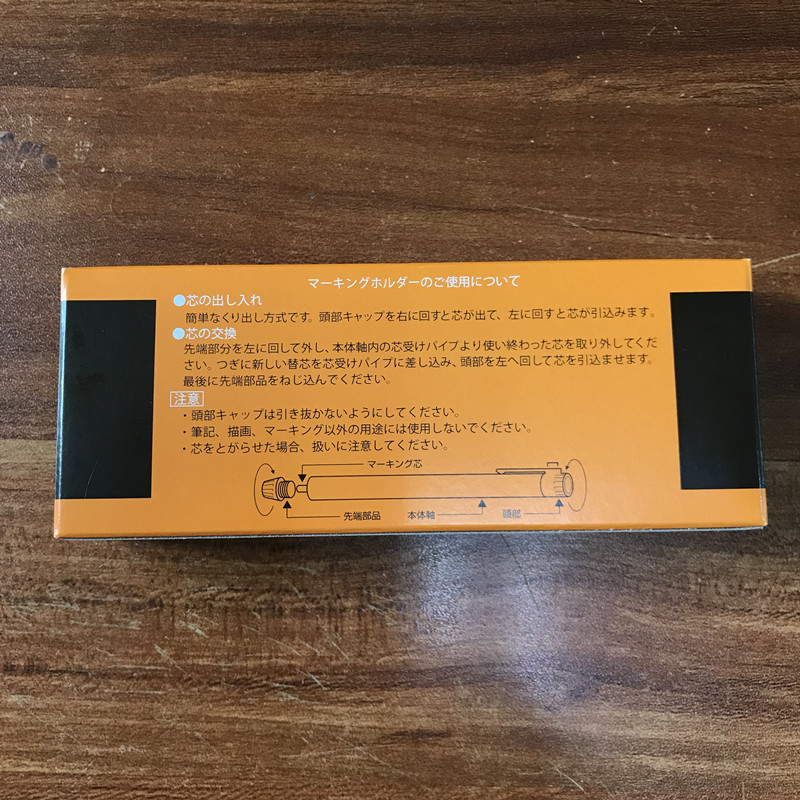 マーキングホルダーのご使用について
●芯の出し入れ
簡単なくり出し方式です。頭部キャップを右に回すと芯が出て、左に回すと芯が引込みます。
●芯の交換
先端部分を左に回して外し、本体軸内の芯受けパイプより使い終わった芯を取り外してくだ
さい。つぎに新しい替芯を芯受けパイプに差し込み、頭部を左へ回して芯を引込ませます。
最後に先端部品をねじ込んでください。
注意
・頭部キャップは引き抜かないようにしてください。
・筆記、描画、マーキング以外の用途には使用しないでください。
・芯をとがらせた場合、扱いに注意してください。
マーキング芯
先端部品 本体軸 頭部